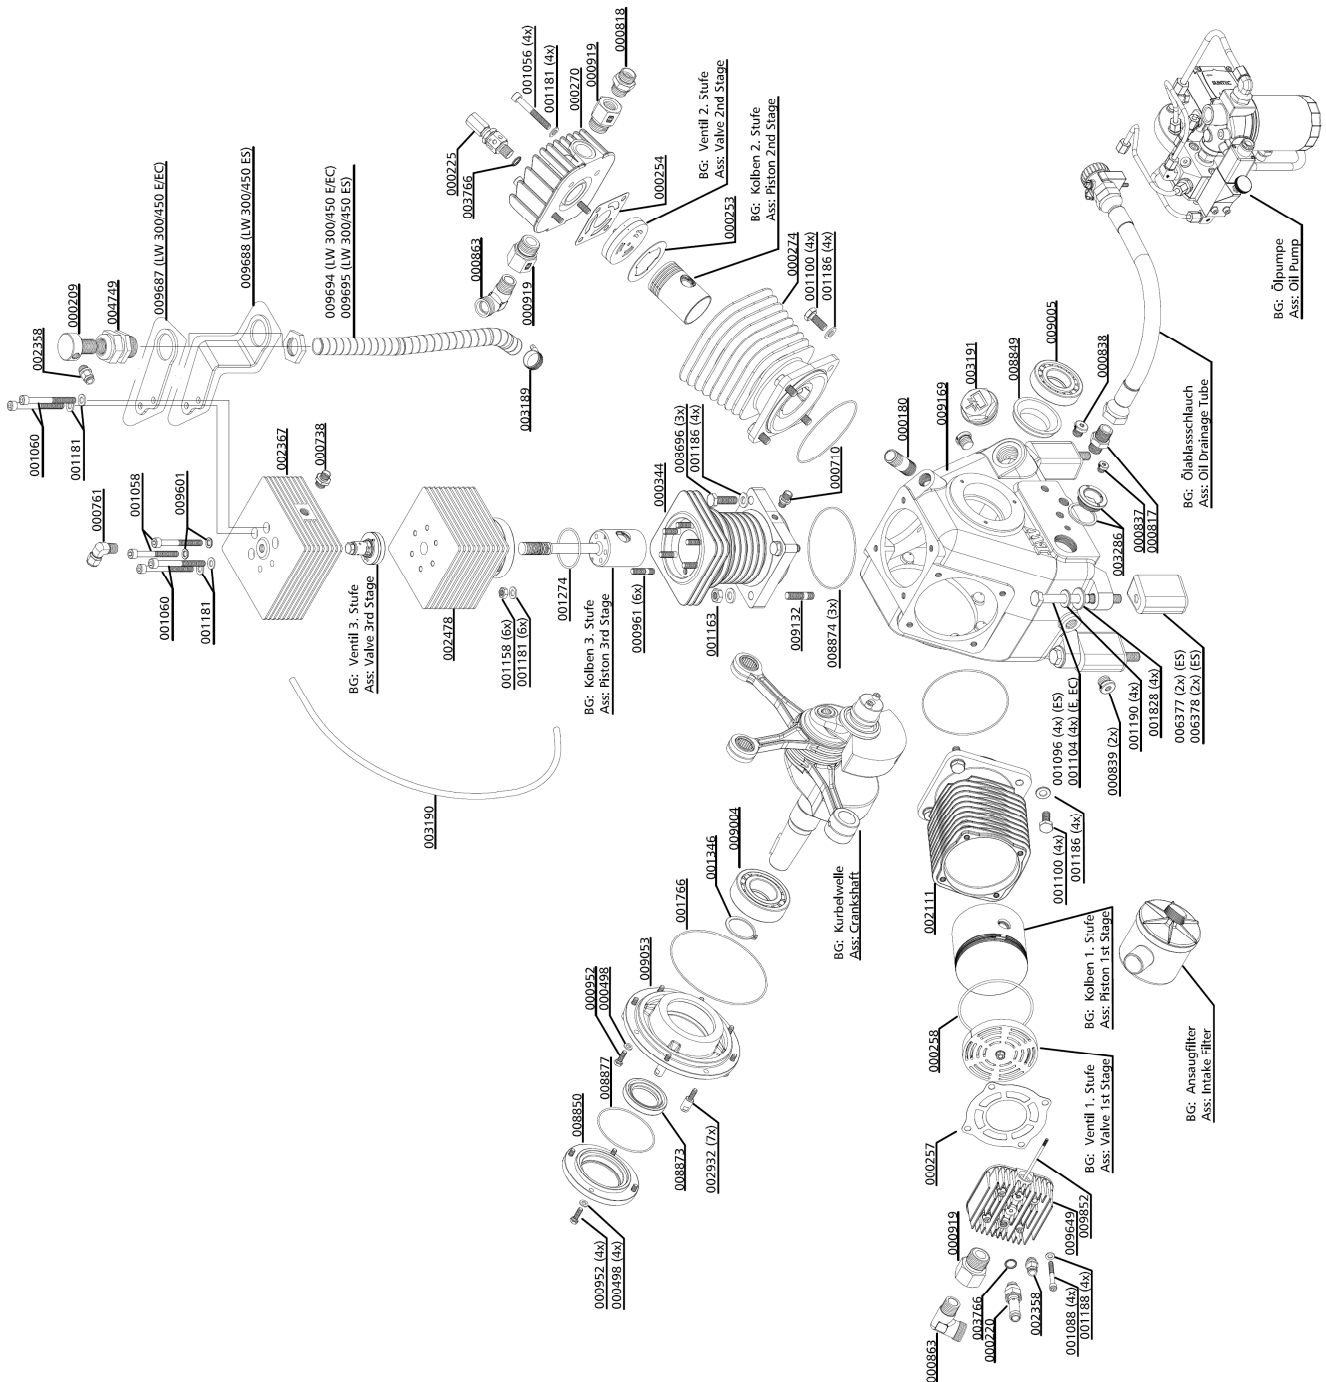 001056 (4x)
001181 (4x)
000270
000919
000818
000225
003766
000254
BG: Ventil 2. Stufe
Ass: Valve 2nd Stage
000253
BG: Kolben 2. Stufe
Ass: Piston 2nd Stage
000274
001100 (4x)
001186 (4x)
000863
000919
009687 (LW 300/450 E/EC)
009688 (LW 300/450 ES)
009694 (LW 300/450 E/EC)
009695 (LW 300/450 ES)
000209
004749
002358
003189
001060
001181
002367
000738
000761
001058
009601
001060
001181
BG: Ventil 3. Stufe
Ass: Valve 3rd Stage
002478
001158 (6x)
001181 (6x)
001274
BG: Kolben 3. Stufe
Ass: Piston 3rd Stage
000961 (6x)
000344
003696 (3x)
001186 (4x)
000710
001163
009132
008874 (3x)
000180
009169
003191
008849
009005
000838
SUNTEC
BG: Ölpumpe
Ass: Oil Pump
BG: Ölablassschlauch
Ass: Oil Drainage Tube
000837
000817
003286
006377 (2x) (ES)
006378 (2x) (ES)
001828 (4x)
001190 (4x)
001096 (4x) (ES)
001104 (4x) (E, EC)
000839 (2x)
003190
009004
001346
001766
BG: Kurbelwelle
Ass: Crankshaft
009053
000952
000498
008877
008850
008873
002932 (7x)
000952 (4x)
000498 (4x)
001100 (4x)
001186 (4x)
002111
BG: Kolben 1. Stufe
Ass: Piston 1st Stage
000258
BG: Ventil 1. Stufe
Ass: Valve 1st Stage
000257
BG: Ansaugfilter
Ass: Intake Filter
009649
009852
000919
000863
003766
000220
002358
001088 (4x)
001188 (4x)